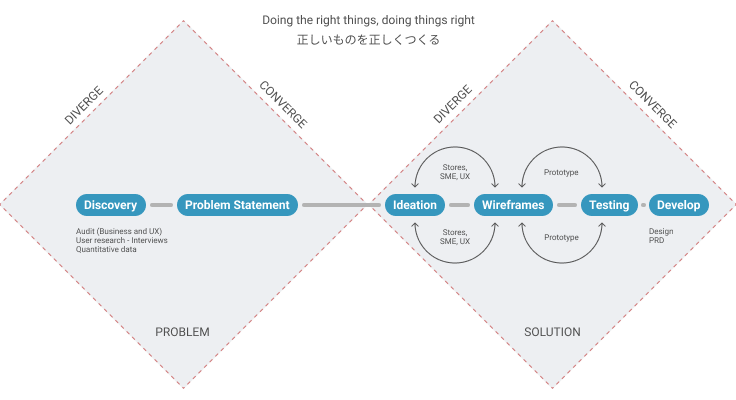 Doing the right things, doing things right
正しいものを正しくつくる
DIVERGE
CONVERGE
DIVERGE
CONVERGE
Stores,
SME, UX
Prototype
Discovery
Problem Statement
Ideation
Wireframes
Testing
Develop
Audit (Business and UX)
User research - Interviews
Quantitative data
Stores,
SME, UX
Prototype
Design
PRD
PROBLEM
SOLUTION